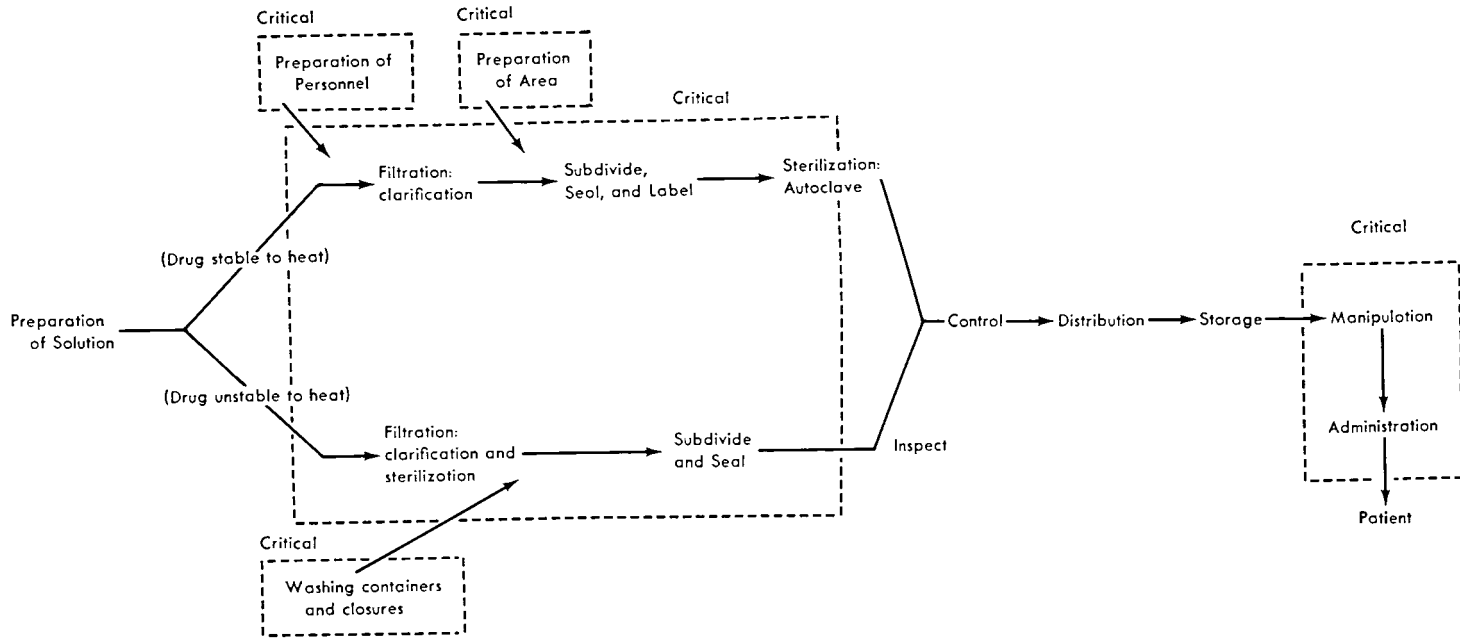 Critical
Preparation of
Personnel
Critical
Preparation
of Area
Critical
Filtration:
clarification
Subdivide,
Seol, and Label
Sterilization:
Autoclave
(Drug stable to heat)
Preparation
of Solution
(Drug unstable to heat)
Filtration:
clarification and
sterilizotion
Subdivide
and Seal
Inspect
Critical
Washing containers
and closures
Control
Distribution
Storage
Critical
Manipulation
Administration
Patient